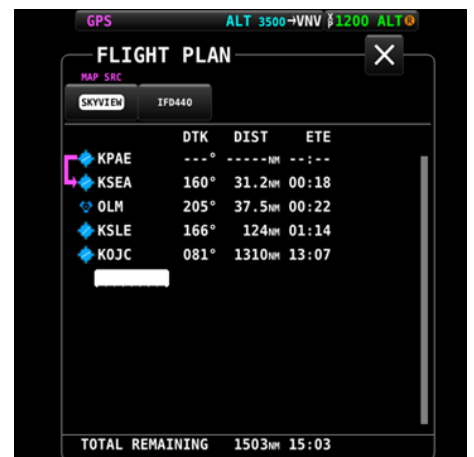 GPS ALT 3500→VNV 1200 ALT R
FLIGHT PLAN X
MAP SRC
SKYVIEW IFD440
DTK DIST ETE
KPAE ---° -----NM --:--
KSEA 160° 31.2NM 00:18
OLM 205° 37.5NM 00:22
KSLE 166° 124NM 01:14
KOJC 081° 1310NM 13:07
TOTAL REMAINING 1503NM 15:03